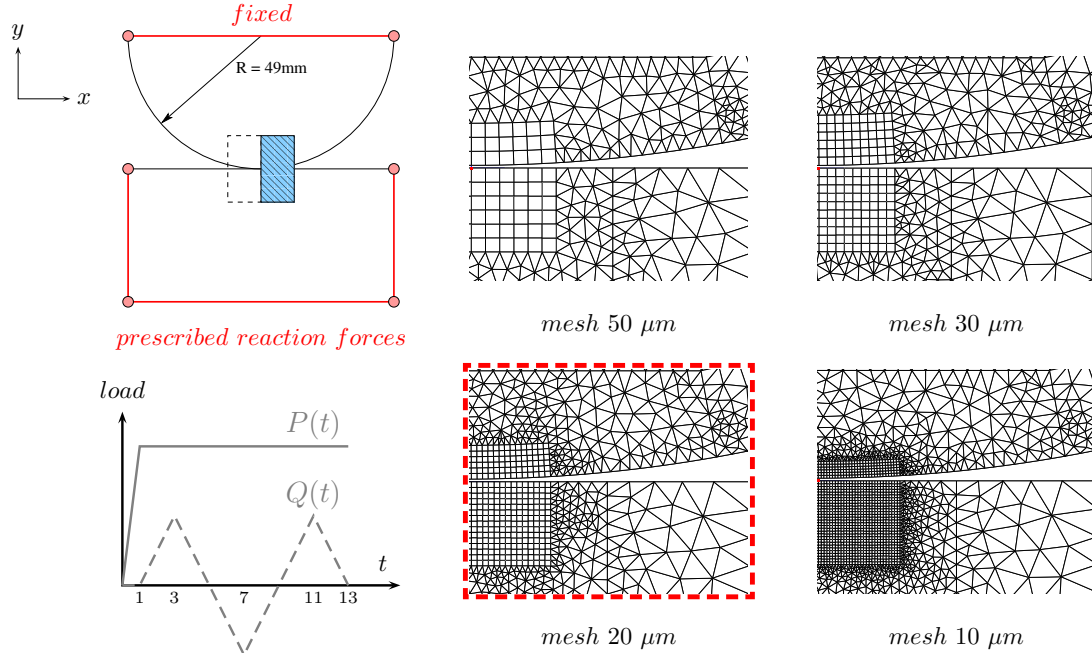 fixed
y
R = 49mm
x
prescribed reaction forces
mesh 50 μm
mesh 30 μm
load
P(t)
Q(t)
t
1 3 7 11 13
mesh 20 μm
mesh 10 μm